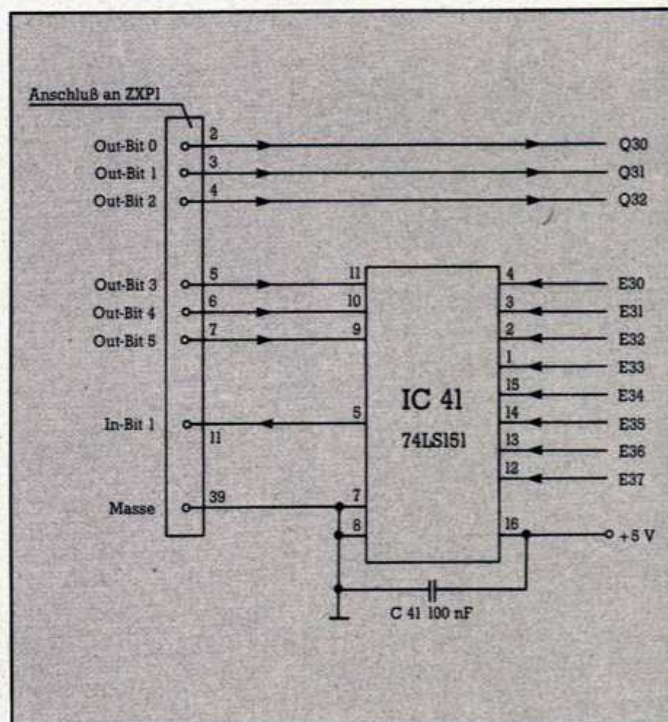 Anschluß an ZXP1
Out-Bit 0 2 Q30
Out-Bit 1 3 Q31
Out-Bit 2 4 Q32
Out-Bit 3 5 11 4 E30
Out-Bit 4 6 10 3 E31
Out-Bit 5 7 9 2 E32
1 E33
IC 41 15 E34
In-Bit 1 11 5 74LS151 14 E35
13 E36
12 E37
Masse 39 7
8 16 +5 V
C 41 100 nF